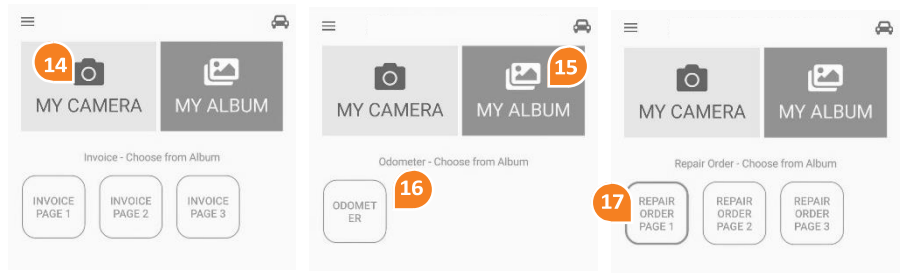 14
MY CAMERA
MY ALBUM
Invoice - Choose from Album
INVOICE
PAGE 1
INVOICE
PAGE 2
INVOICE
PAGE 3
MY CAMERA
15
MY ALBUM
Odometer - Choose from Album
16
ODOMET
ER
MY CAMERA
MY ALBUM
Repair Order - Choose from Album
17
REPAIR
ORDER
PAGE 1
REPAIR
ORDER
PAGE 2
REPAIR
ORDER
PAGE 3